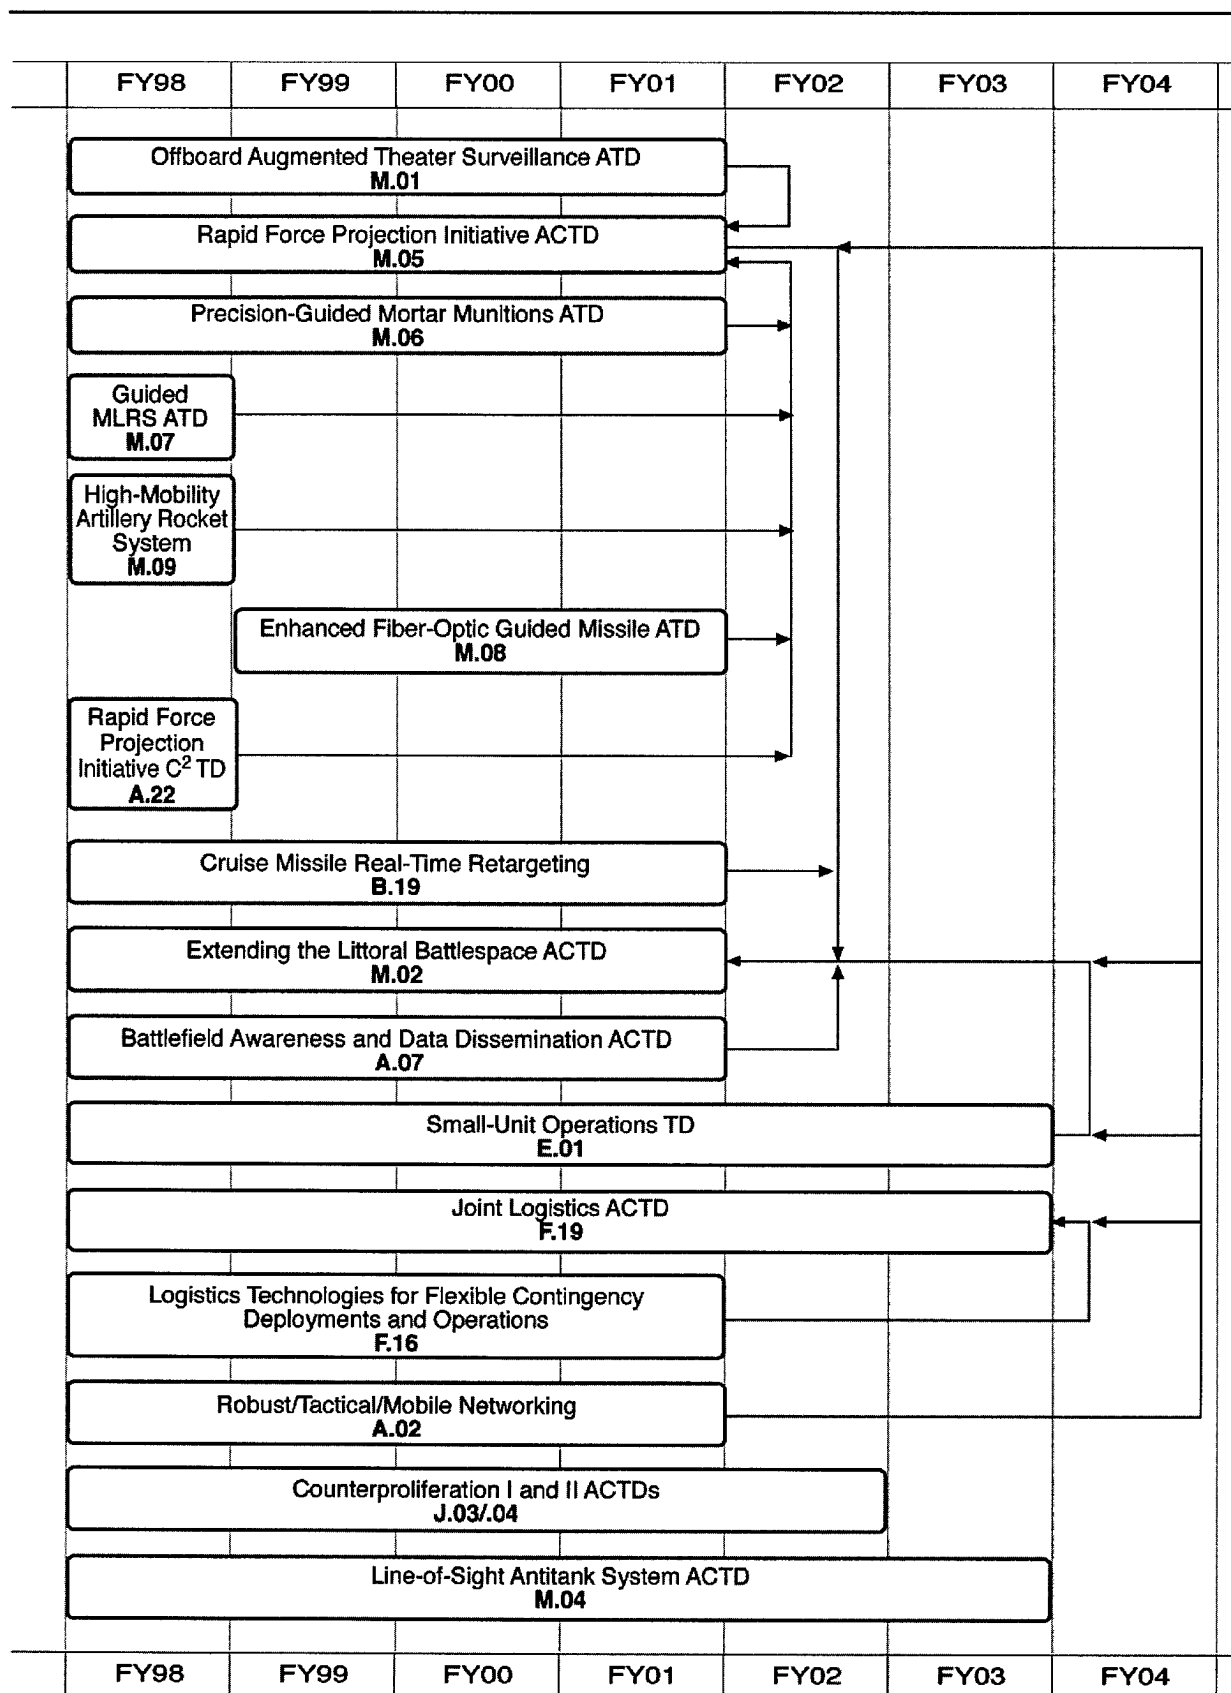 FY98 FY99 FY00 FY01 FY02 FY03 FY04
Offboard Augmented Theater Surveillance ATD
M.01
Rapid Force Projection Initiative ACTD
M.05
Precision-Guided Mortar Munitions ATD
M.06
Guided
MLRS ATD
M.07
High-Mobility
Artillery Rocket
System
M.09
Enhanced Fiber-Optic Guided Missile ATD
M.08
Rapid Force
Projection
Initiative C² TD
A.22
Cruise Missile Real-Time Retargeting
B.19
Extending the Littoral Battlespace ACTD
M.02
Battlefield Awareness and Data Dissemination ACTD
A.07
Small-Unit Operations TD
E.01
Joint Logistics ACTD
F.19
Logistics Technologies for Flexible Contingency
Deployments and Operations
F.16
Robust/Tactical/Mobile Networking
A.02
Counterproliferation I and II ACTDs
J.03/.04
Line-of-Sight Antitank System ACTD
M.04
FY98 FY99 FY00 FY01 FY02 FY03 FY04